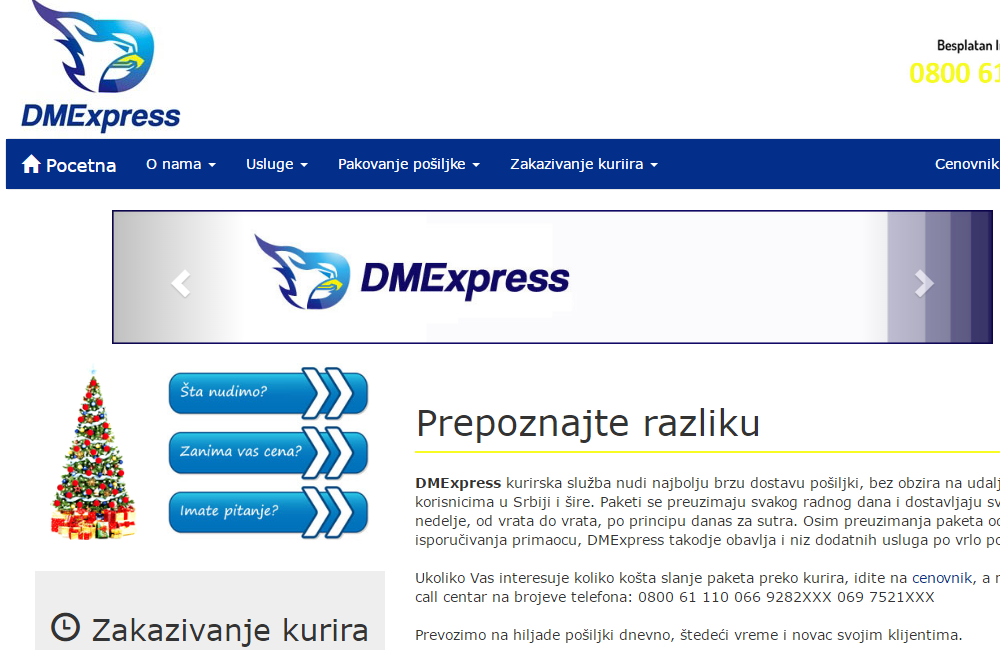 DMExpress
Besplatan
0800 61
Pocetna O nama Usluge Pakovanje pošiljke Zakazivanje kuriira Cenovnik
DMExpress
Šta nudimo?
Zanima vas cena?
Imate pitanje?
Prepoznajte razliku
DMExpress kurirska služba nudi najbolju brzu dostavu pošiljki, bez obzira na
korisnicima u Srbiji i šire. Paketi se preuzimaju svakog radnog dana i dostavljaju
nedelje, od vrata do vrata, po principu danas za sutra. Osim preuzimanja paketa
isporučivanja primaocu, DMExpress takodje obavlja i niz dodatnih usluga po vrlo
Ukoliko Vas interesuje koliko košta slanje paketa preko kurira, idite na cenovnik, a
call centar na brojeve telefona: 0800 61 110 066 9282XXX 069 7521XXX
Prevozimo na hiljade pošiljki dnevno, štedeći vreme i novac svojim klijentima.
Zakazivanje kurira